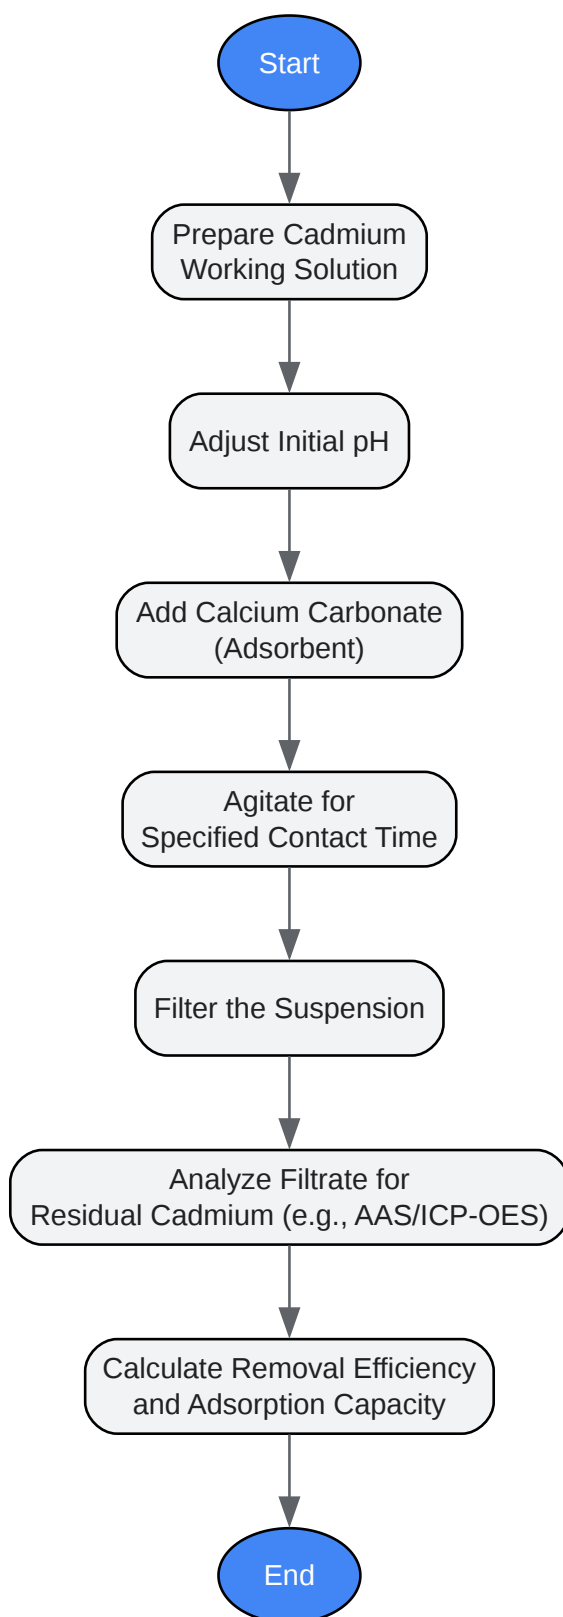 Start
Prepare Cadmium
Working Solution
Adjust Initial pH
Add Calcium Carbonate
(Adsorbent)
Agitate for
Specified Contact Time
Filter the Suspension
Analyze Filtrate for
Residual Cadmium (e.g., AAS/ICP-OES)
Calculate Removal Efficiency
and Adsorption Capacity
End